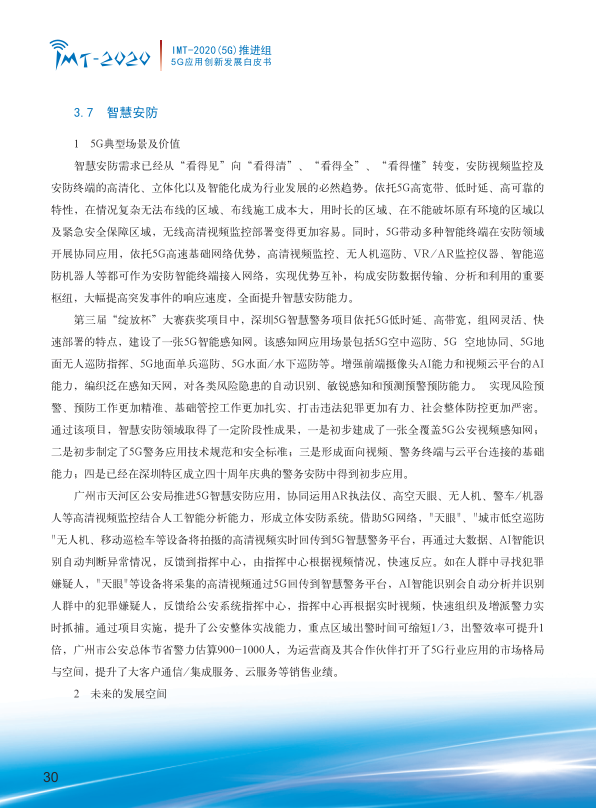 IMT-2020
IMT-2020(5G)推进组
5G应用创新发展白皮书
3.7 智慧安防
1 5G典型场景及价值
智慧安防需求已经从“看得见”向“看得清”、“看得全”、“看得懂”转变，安防视频监控及
安防终端的高清化、立体化以及智能化成为行业发展的必然趋势。依托5G高宽带、低时延、高可靠的
特性，在情况复杂无法布线的区域、布线施工成本大，用时长的区域、在不能破坏原有环境的区域以
及紧急安全保障区域，无线高清视频监控部署变得更加容易。同时，5G带动多种智能终端在安防领域
开展协同应用，依托5G高速基础网络优势，高清视频监控、无人机巡防、VR/AR监控仪器、智能巡
防机器人等都可作为安防智能终端接入网络，实现优势互补，构成安防数据传输、分析和利用的重要
枢纽，大幅提高突发事件的响应速度，全面提升智慧安防能力。
第三届“绽放杯”大赛获奖项目中，深圳5G智慧警务项目依托5G低时延、高带宽，组网灵活、快
速部署的特点，建设了一张5G智能感知网。该感知网应用场景包括5G空中巡防、5G 空地协同、5G地
面无人巡防指挥、5G地面单兵巡防、5G水面/水下巡防等。增强前端摄像头AI能力和视频云平台的AI
能力，编织泛在感知天网，对各类风险隐患的自动识别、敏锐感知和预测预警预防能力。 实现风险预
警、预防工作更加精准、基础管控工作更加扎实、打击违法犯罪更加有力、社会整体防控更加严密。
通过该项目，智慧安防领域取得了一定阶段性成果，一是初步建成了一张全覆盖5G公安视频感知网；
二是初步制定了5G警务应用技术规范和安全标准；三是形成面向视频、警务终端与云平台连接的基础
能力；四是已经在深圳特区成立四十周年庆典的警务安防中得到初步应用。
广州市天河区公安局推进5G智慧安防应用，协同运用AR执法仪、高空天眼、无人机、警车/机器
人等高清视频监控结合人工智能分析能力，形成立体安防系统。借助5G网络，"天眼"、"城市低空巡防
"无人机、移动巡检车等设备将拍摄的高清视频实时回传到5G智慧警务平台，再通过大数据、AI智能识
别自动判断异常情况，反馈到指挥中心，由指挥中心根据视频情况，快速反应。如在人群中寻找犯罪
嫌疑人，"天眼"等设备将采集的高清视频通过5G回传到智慧警务平台，AI智能识别会自动分析并识别
人群中的犯罪嫌疑人，反馈给公安系统指挥中心，指挥中心再根据实时视频，快速组织及增派警力实
时抓捕。通过项目实施，提升了公安整体实战能力，重点区域出警时间可缩短1/3，出警效率可提升1
倍，广州市公安总体节省警力估算900-1000人，为运营商及其合作伙伴打开了5G行业应用的市场格局
与空间，提升了大客户通信/集成服务、云服务等销售业绩。
2 未来的发展空间
30